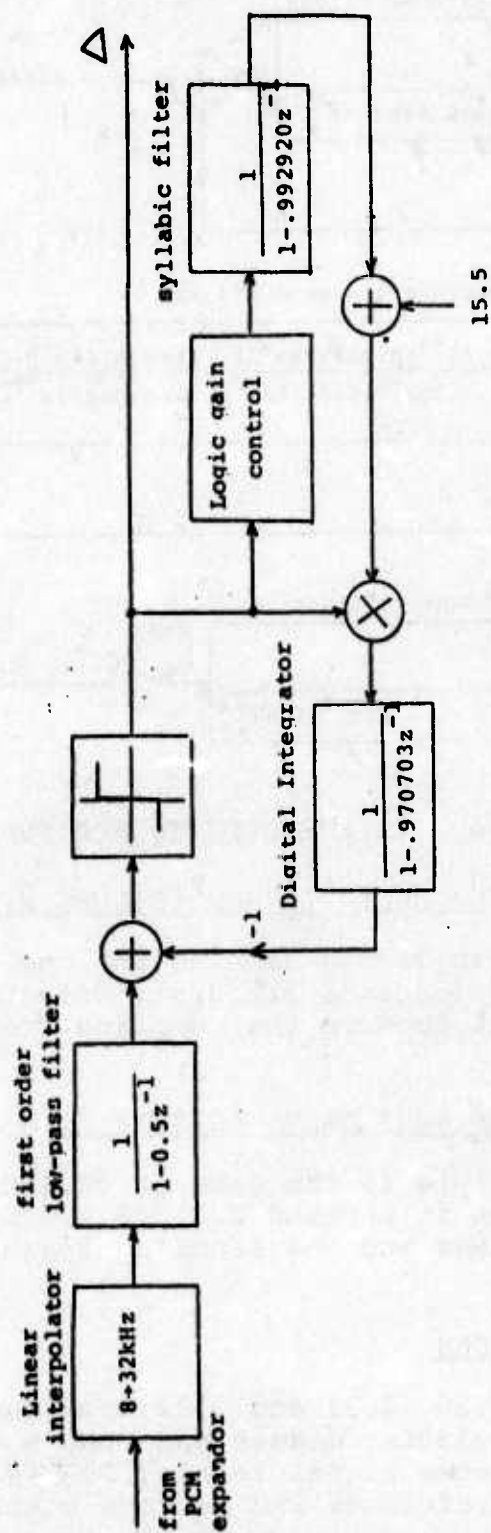 from
PCM
expandor
Linear
interpolator
8→32kHz
first order
low-pass filter
1
1-0.5z⁻¹
+
-1
Digital Integrator
1
1-.970703z⁻¹
×
Logic gain
control
syllabic filter
1
1-.992920z⁻¹
+
15.5
Δ